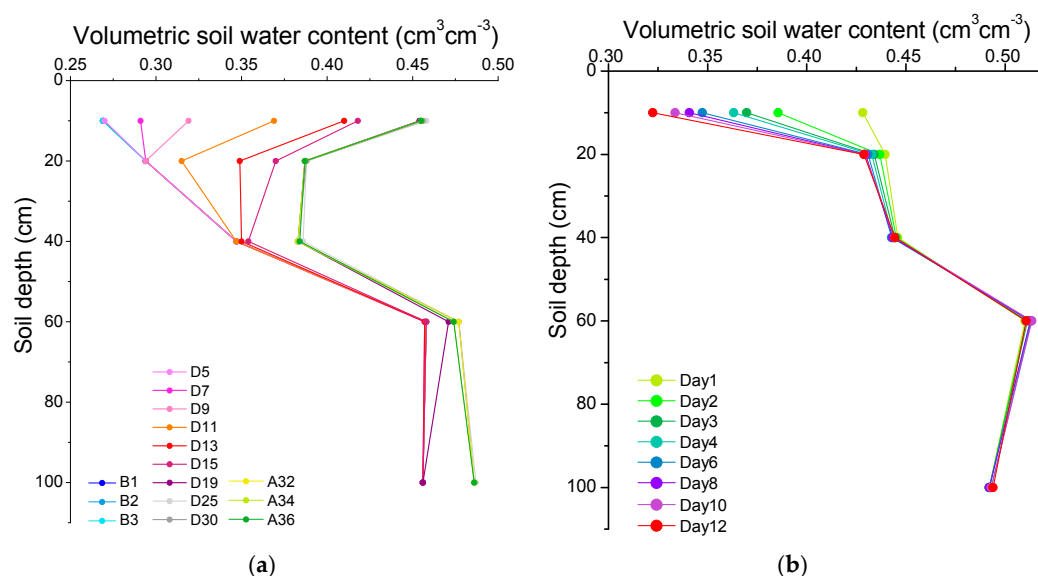 Volumetric soil water content (cm³cm⁻³)
0.25 0.30 0.35 0.40 0.45 0.50
0
20
40
60
80
100
Soil depth (cm)
D5
D7
D9
D11
D13
B1 D15 A32
B2 D19 A34
B3 D25 A36
D30
(a)
Volumetric soil water content (cm³cm⁻³)
0.30 0.35 0.40 0.45 0.50
0
20
40
60
80
100
Soil depth (cm)
Day1
Day2
Day3
Day4
Day6
Day8
Day10
Day12
(b)